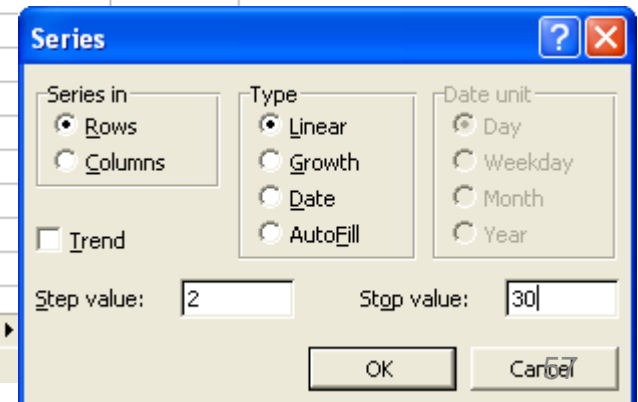 Series
Series in
Rows
Columns
Trend
Type
Linear
Growth
Date
AutoFill
Date unit
Day
Weekday
Month
Year
Step value: 2
Stop value: 30
OK
Cancel
57